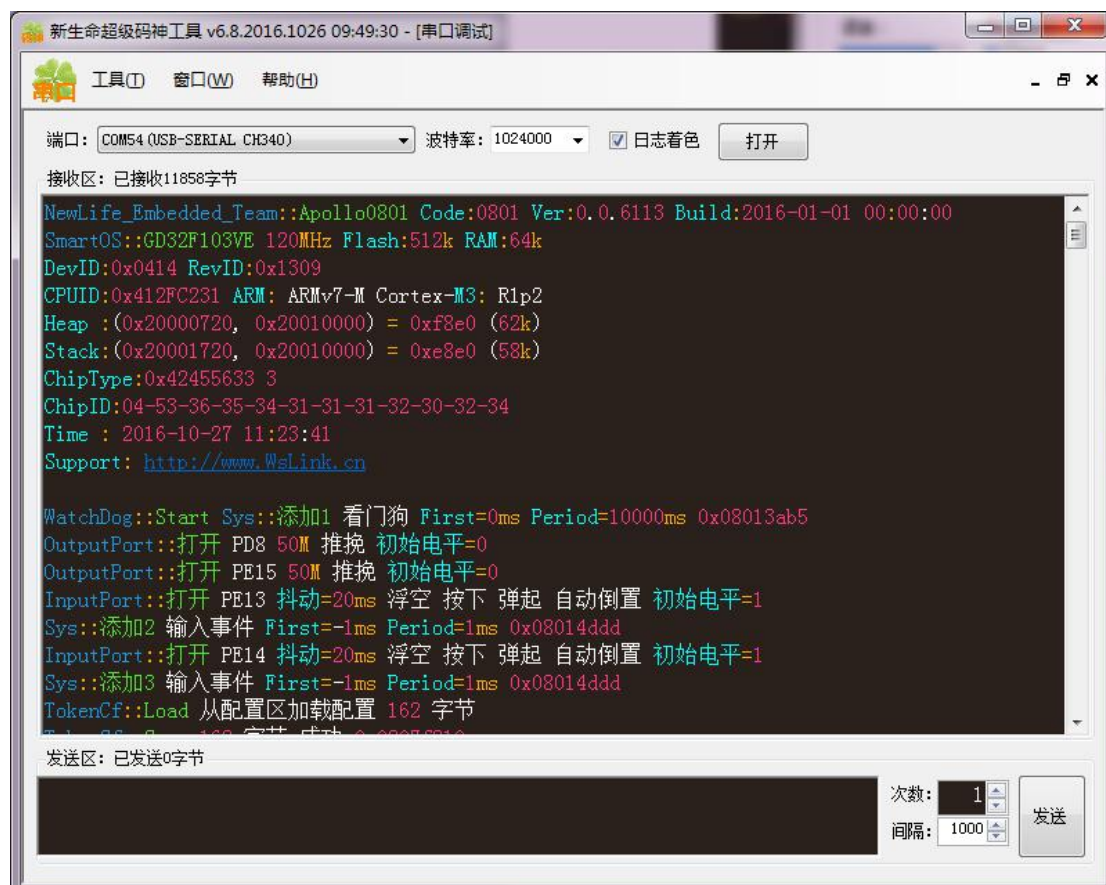 新生命超级码神工具 v6.8.2016.1026 09:49:30 - [串口调试]
串口 工具(T) 窗口(W) 帮助(H)
端口: COM54(USB-SERIAL CH340) 波特率: 1024000 日志着色 打开
接收区: 已接收11858字节
NewLife_Embedded_Team::Apollo0801 Code:0801 Ver:0.0.6113 Build:2016-01-01 00:00:00
SmartOS::GD32F103VE 120MHz Flash:512k RAM:64k
DevID:0x0414 RevID:0x1309
CPUID:0x412FC231 ARM: ARMv7-M Cortex-M3: R1p2
Heap :(0x20000720, 0x20010000) = 0xf8e0 (62k)
Stack:(0x20001720, 0x20010000) = 0xe8e0 (58k)
ChipType:0x42455633 3
ChipID:04-53-36-35-34-31-31-31-32-30-32-34
Time : 2016-10-27 11:23:41
Support: http://www.WsLink.cn
WatchDog::Start Sys::添加1 看门狗 First=0ms Period=10000ms 0x08013ab5
OutputPort::打开 PD8 50M 推挽 初始电平=0
OutputPort::打开 PE15 50M 推挽 初始电平=0
InputPort::打开 PE13 抖动=20ms 浮空 按下 弹起 自动倒置 初始电平=1
Sys::添加2 输入事件 First=-1ms Period=1ms 0x08014ddd
InputPort::打开 PE14 抖动=20ms 浮空 按下 弹起 自动倒置 初始电平=1
Sys::添加3 输入事件 First=-1ms Period=1ms 0x08014ddd
TokenCf::Load 从配置区加载配置 162 字节
发送区: 已发送0字节
次数: 1
间隔: 1000
发送